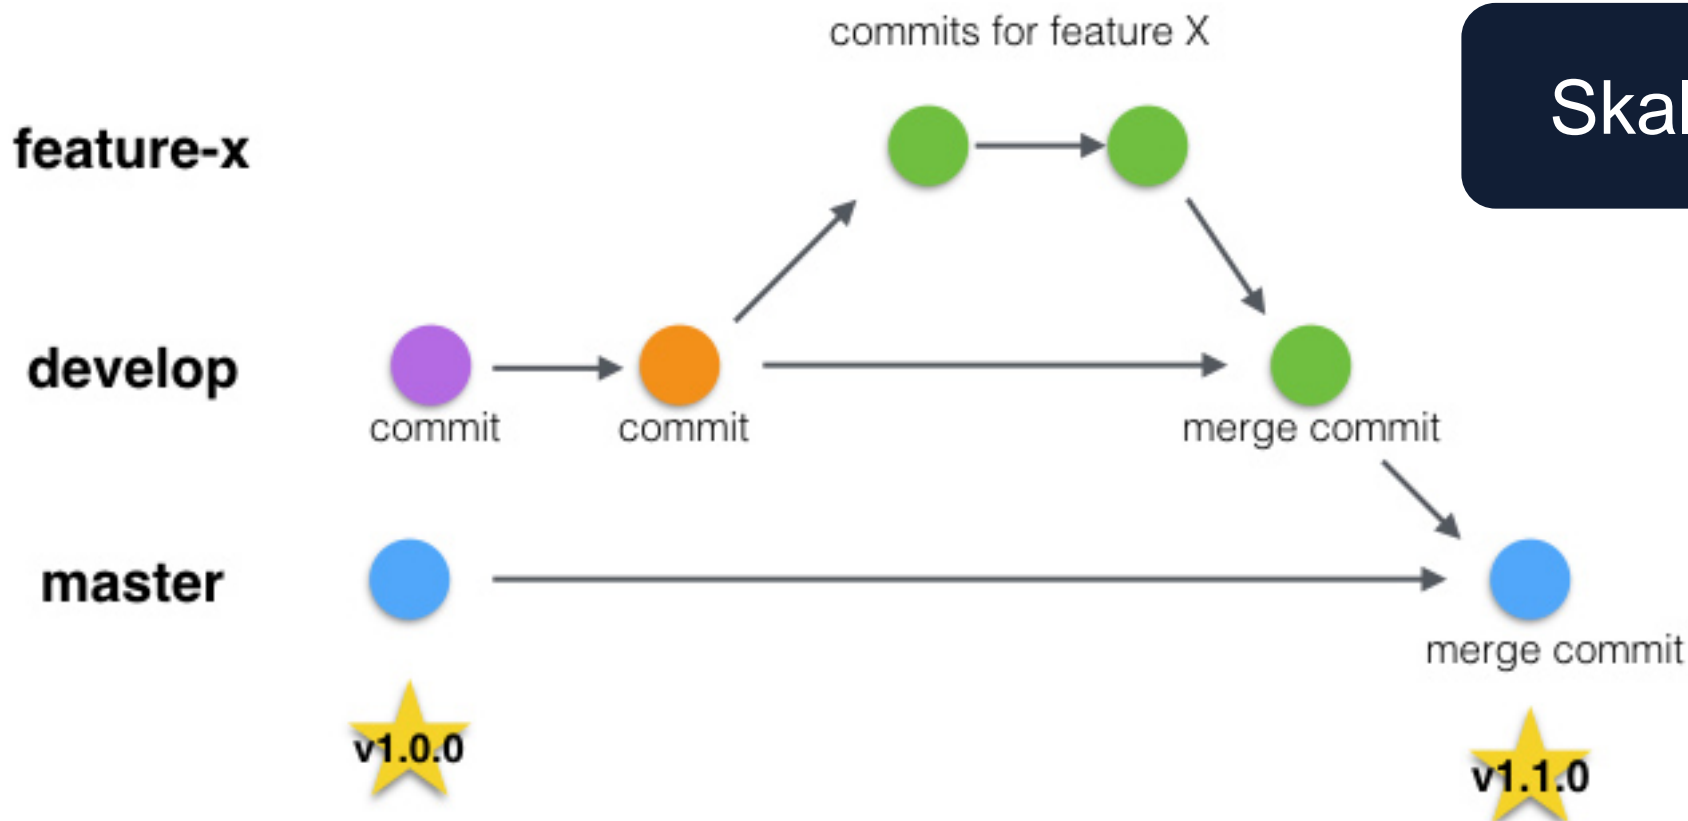 commits for feature X
feature-x
develop
commit
commit
merge commit
master
merge commit
v1.0.0
v1.1.0